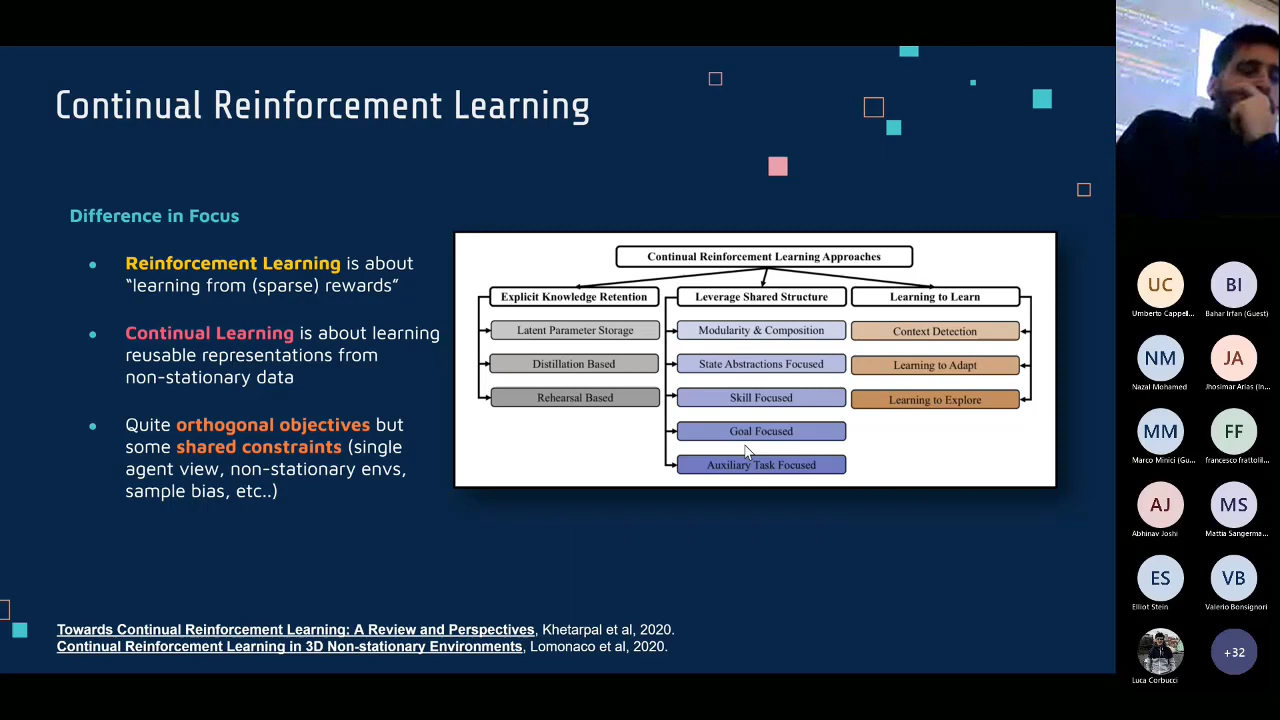 Continual Reinforcement Learning
Difference in Focus
Reinforcement Learning is about
“learning from (sparse) rewards”
Continual Learning is about learning
reusable representations from
non-stationary data
Quite orthogonal objectives but
some shared constraints (single
agent view, non-stationary envs,
sample bias, etc..)
Continual Reinforcement Learning Approaches
Explicit Knowledge Retention
Latent Parameter Storage
Distillation Based
Rehearsal Based
Leverage Shared Structure
Modularity & Composition
State Abstractions Focused
Skill Focused
Goal Focused
Auxiliary Task Focused
Learning to Learn
Context Detection
Learning to Adapt
Learning to Explore
Towards Continual Reinforcement Learning: A Review and Perspectives, Khetarpal et al, 2020.
Continual Reinforcement Learning in 3D Non-stationary Environments, Lomonaco et al, 2020.
UC
Umberto Cappell...
BI
Bahar Irfan (Guest)
NM
Nazal Mohamed
JA
Jhosimar Arias (In...
MM
Marco Minici (Gu...
FF
francesco frattolil...
AJ
Abhinav Joshi
MS
Mattia Sangerma...
ES
Elliot Stein
VB
Valerio Bonsignori
Luca Corbucci
+32